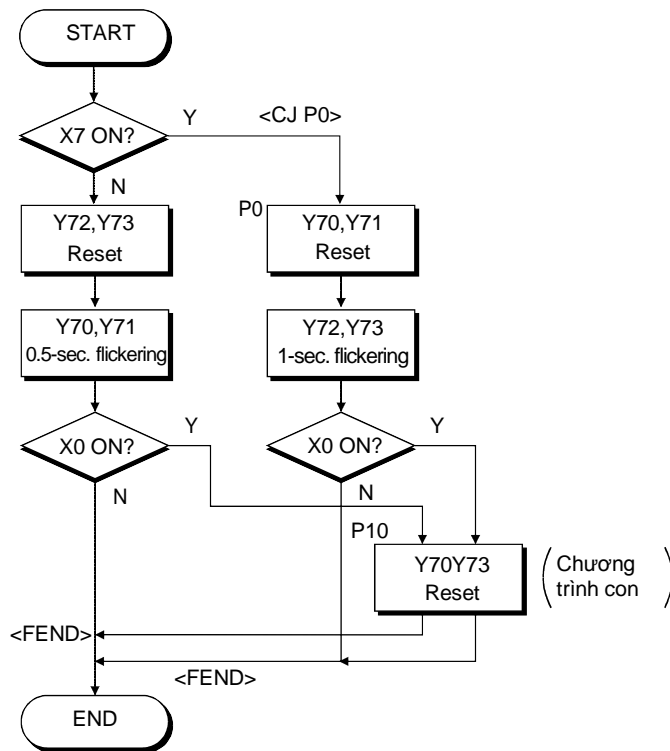 START
X7 ON?
Y
<CJ P0>
N
Y72,Y73
Reset
P0
Y70,Y71
Reset
Y70,Y71
0.5-sec. flickering
Y72,Y73
1-sec. flickering
X0 ON?
Y
N
X0 ON?
Y
N
P10
Y70Y73
Reset
Chương
trình con
<FEND>
<FEND>
END